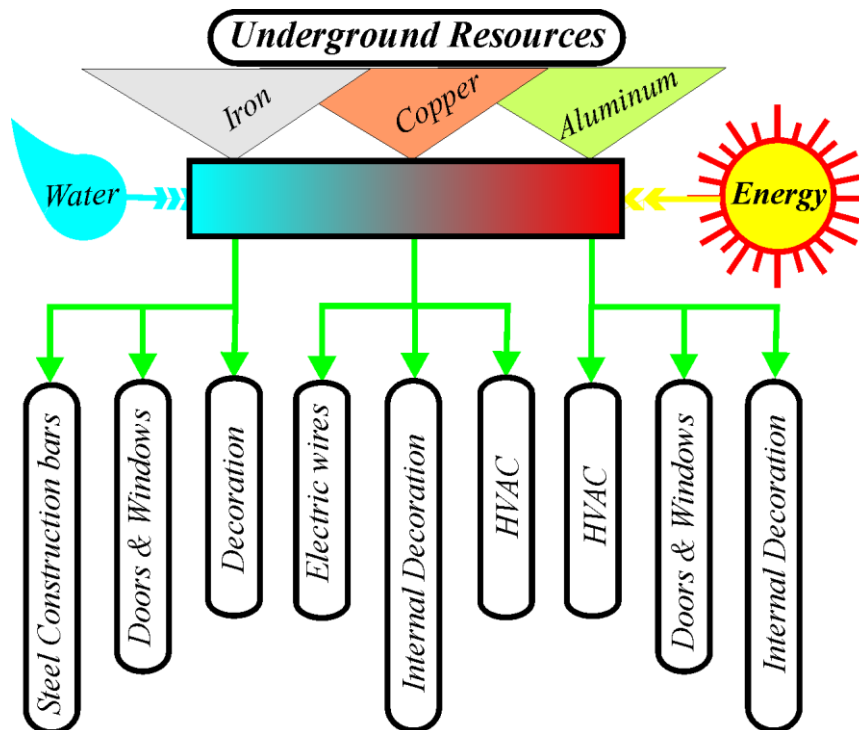 Underground Resources
Iron
Copper
Aluminum
Water
Energy
Steel Construction bars
Doors & Windows
Decoration
Electric wires
Internal Decoration
HVAC
HVAC
Doors & Windows
Internal Decoration